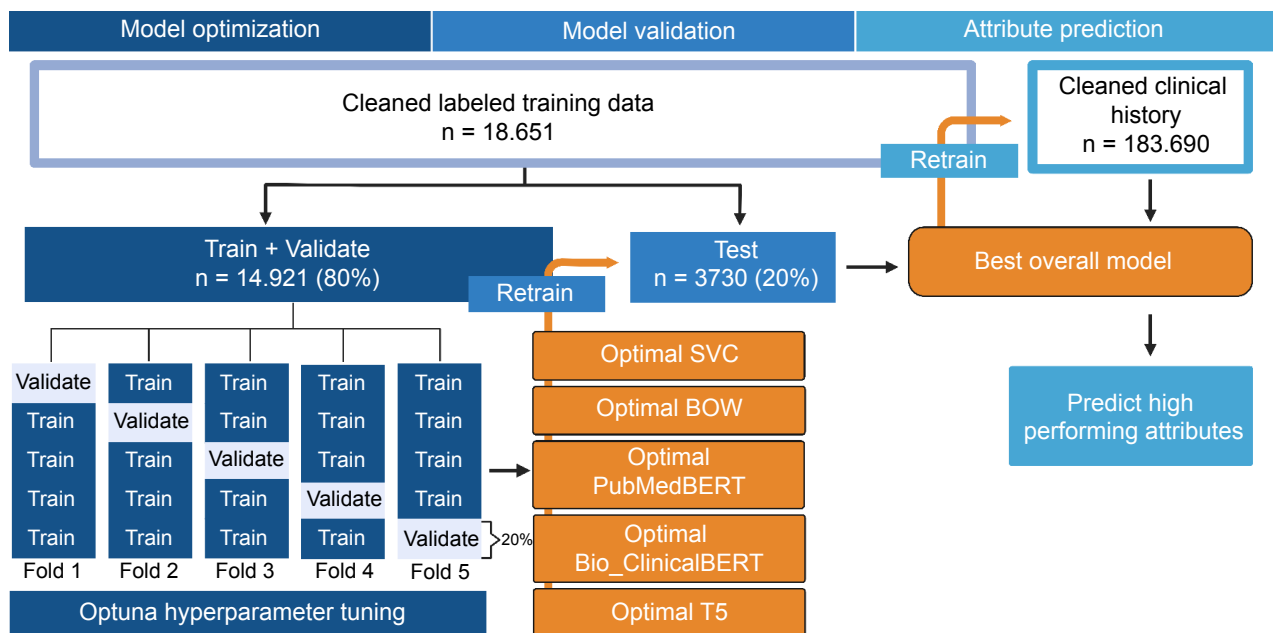 Model optimization
Model validation
Attribute prediction
Cleaned labeled training data
n = 18.651
Cleaned clinical
history
n = 183.690
Retrain
Train + Validate
n = 14.921 (80%)
Test
n = 3730 (20%)
Best overall model
Retrain
Optimal SVC
Optimal BOW
Optimal
PubMedBERT
Optimal
Bio_ClinicalBERT
Optimal T5
Predict high
performing attributes
Validate Train Train Train Train
Train Validate Train Train Train
Train Train Validate Train Train
Train Train Train Validate Train
Train Train Train Train Validate 20%
Fold 1 Fold 2 Fold 3 Fold 4 Fold 5
Optuna hyperparameter tuning